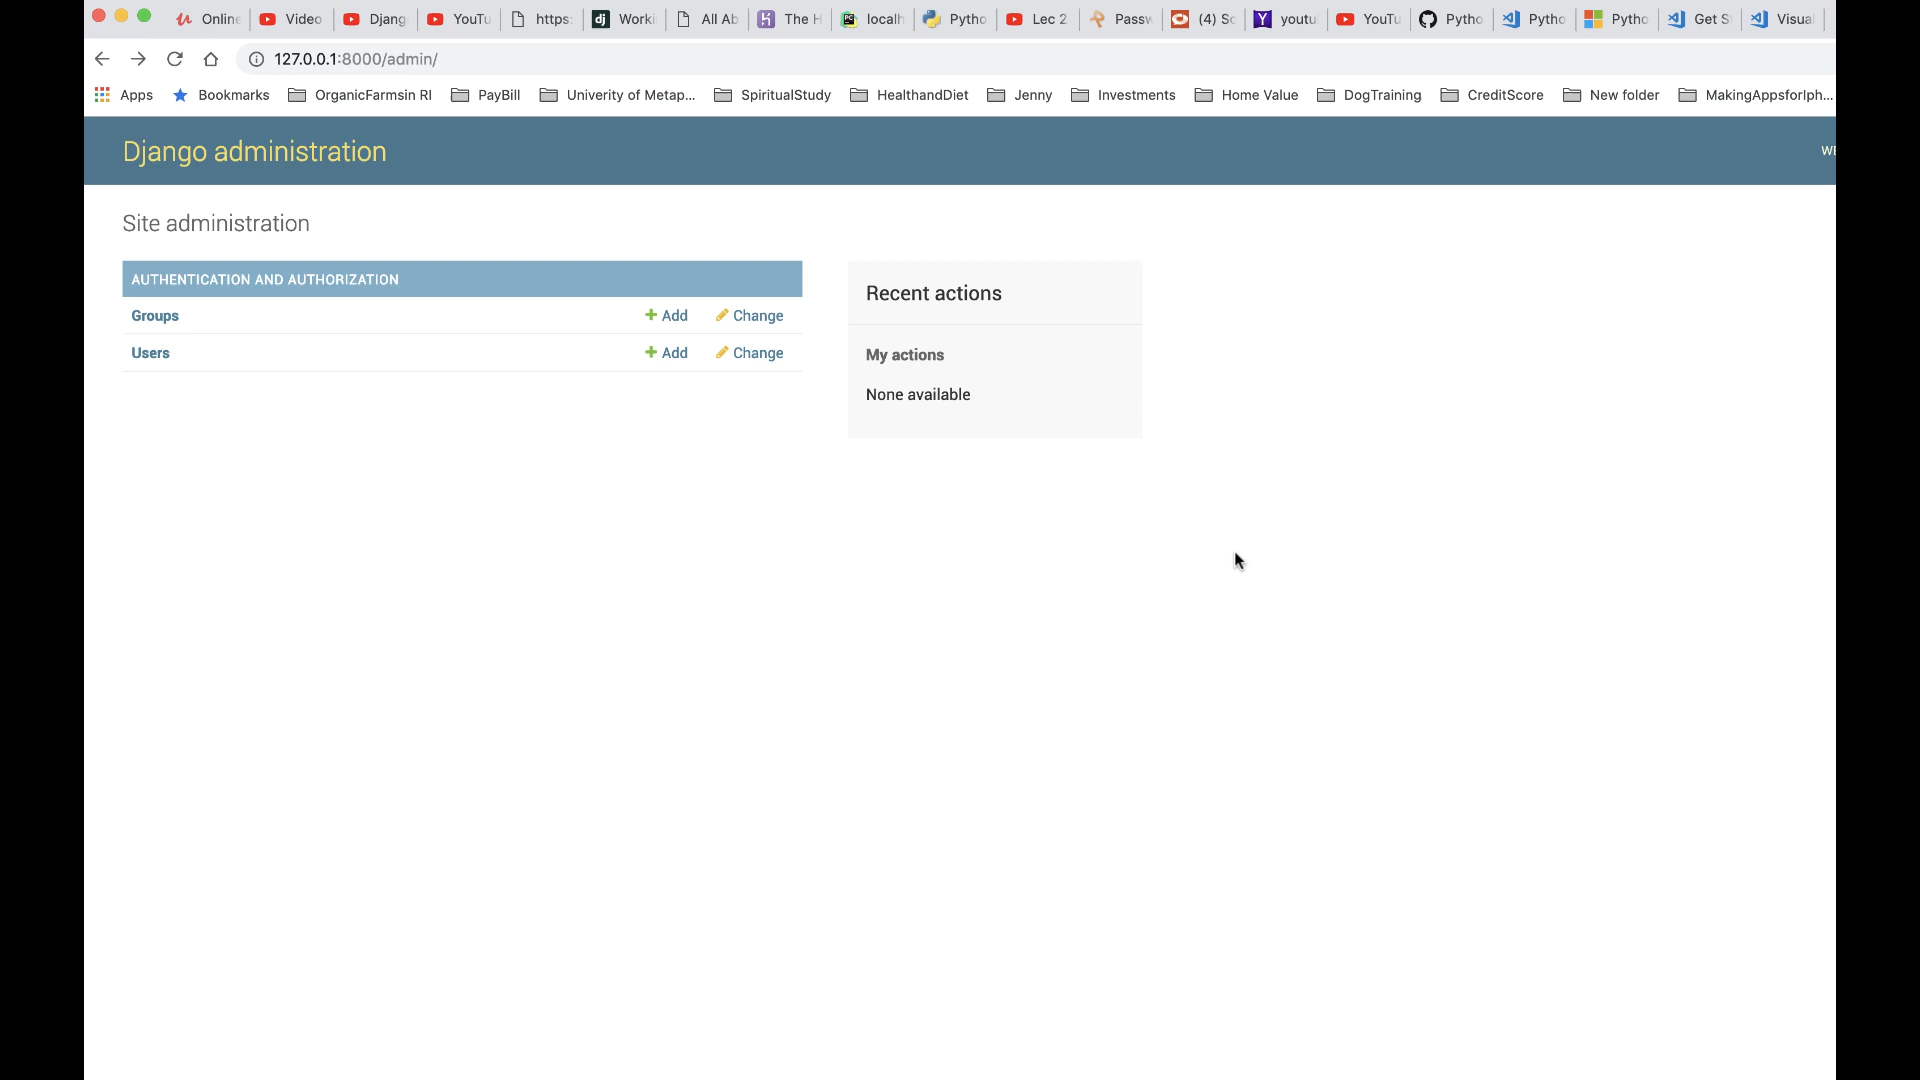 Online Video Djang YouTu https: Worki All Ab The H localh Pytho Lec 2 Passw (4) Sc youtu YouTu Pytho Pytho Pytho Get S Visua
127.0.0.1:8000/admin/
Apps Bookmarks OrganicFarmsin RI PayBill Univerity of Metap... SpiritualStudy HealthandDiet Jenny Investments Home Value DogTraining CreditScore New folder MakingAppsforIph...
Django administration WE
Site administration
AUTHENTICATION AND AUTHORIZATION
Groups Add Change
Users Add Change
Recent actions
My actions
None available